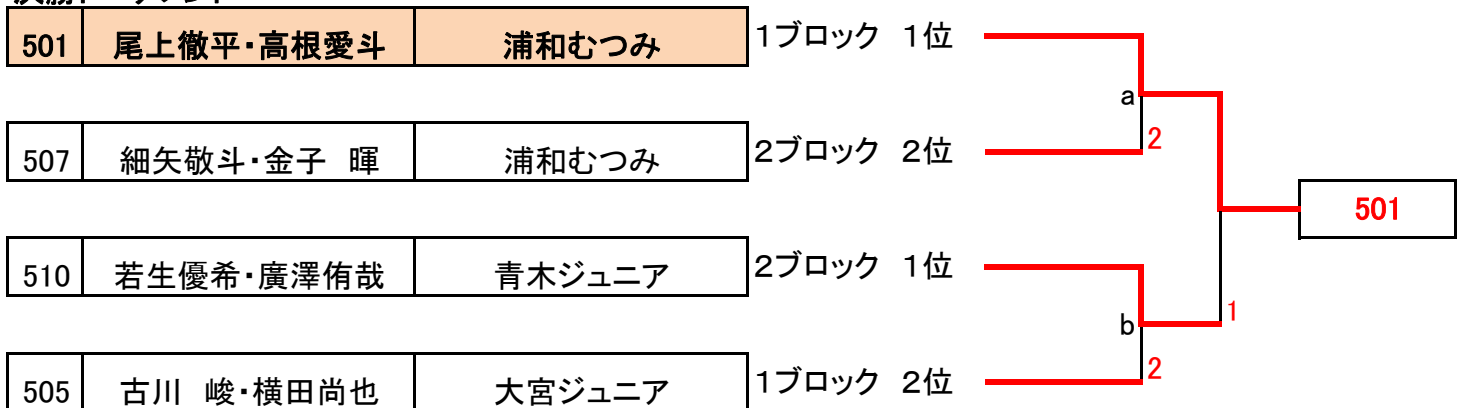 501 尾上徹平・高根愛斗 浦和むつみ 1ブロック 1位
a
507 細矢敬斗・金子 暉 浦和むつみ 2ブロック 2位 2
501
510 若生優希・廣澤侑哉 青木ジュニア 2ブロック 1位
b 1
505 古川 峻・横田尚也 大宮ジュニア 1ブロック 2位 2